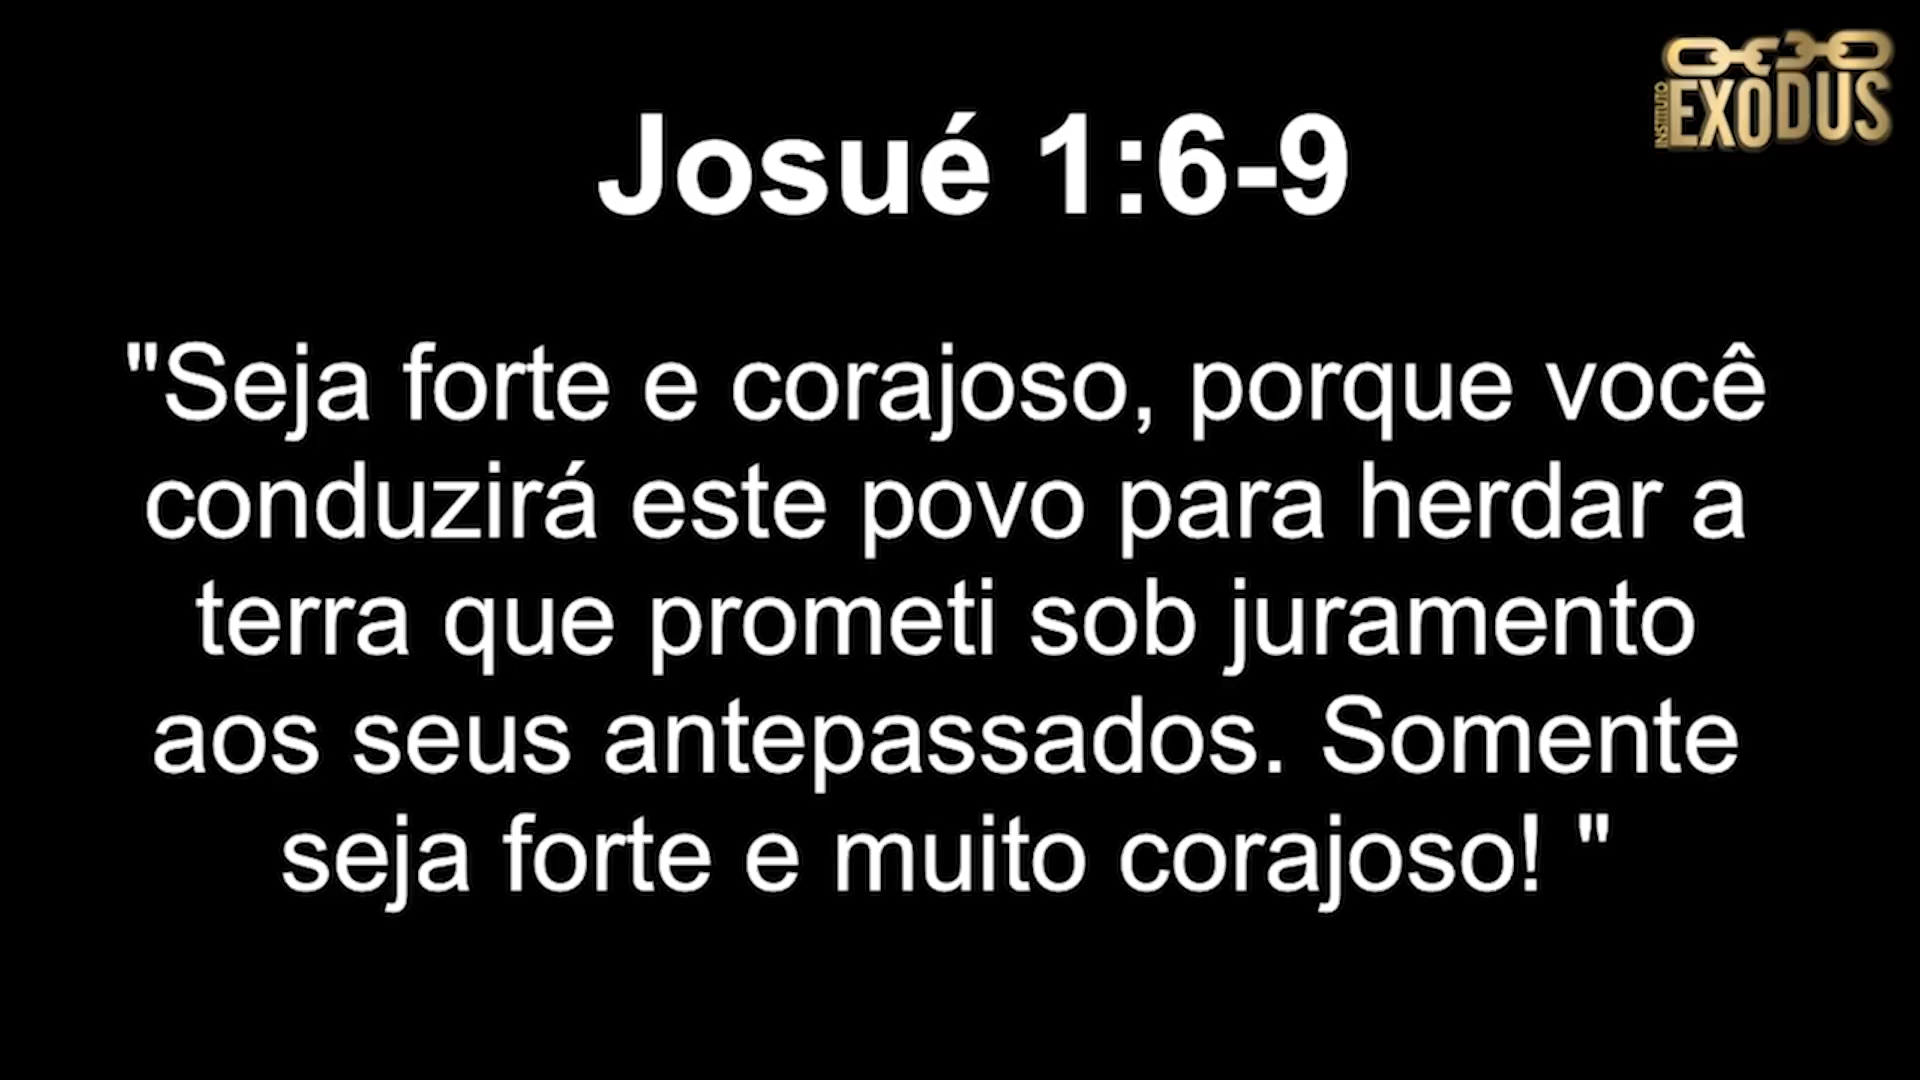 INSTITUTO
EXODUS
Josué 1:6-9
"Seja forte e corajoso, porque você
conduzirá este povo para herdar a
terra que prometi sob juramento
aos seus antepassados. Somente
seja forte e muito corajoso! "